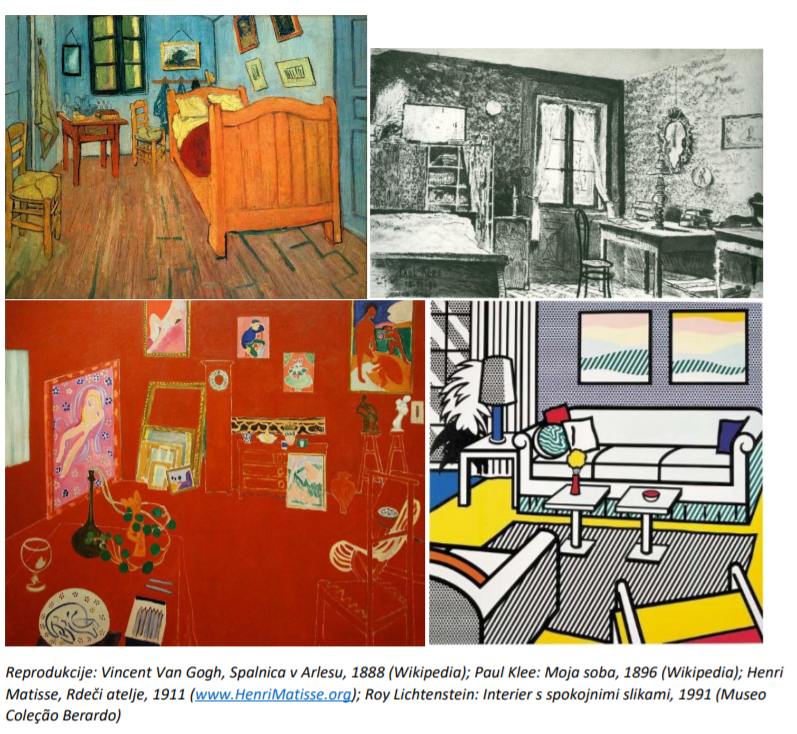 Reprodukcije: Vincent Van Gogh, Spalnica v Arlesu, 1888 (Wikipedia); Paul Klee: Moja soba, 1896 (Wikipedia); Henri
Matisse, Rdeči atelje, 1911 (www.HenriMatisse.org); Roy Lichtenstein: Interier s spokojnimi slikami, 1991 (Museo
Coleção Berardo)